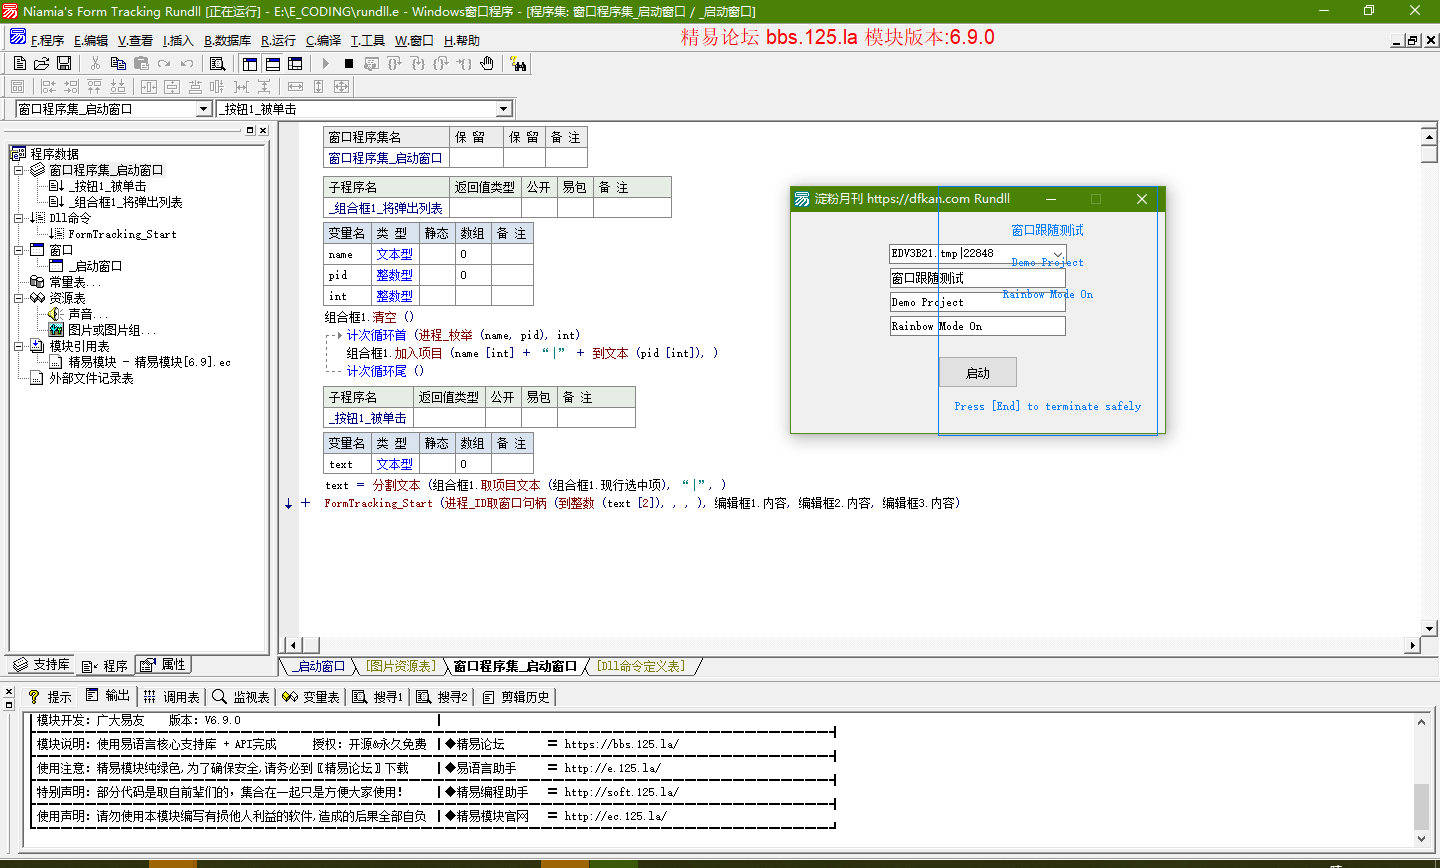 Niamia's Form Tracking Rundll [正在运行] - E:\E_CODING\rundll.e - Windows窗口程序 - [程序集: 窗口程序集_启动窗口 / _启动窗口]
F.程序 E.编辑 V.查看 I.插入 B.数据库 R.运行 C.编译 T.工具 W.窗口 H.帮助
精易论坛 bbs.125.la 模块版本:6.9.0
窗口程序集_启动窗口
_按钮1_被单击
程序数据
窗口程序集_启动窗口
_按钮1_被单击
_组合框1_将弹出列表
Dll命令
FormTracking_Start
窗口
_启动窗口
常量表...
资源表
声音...
图片或图片组...
模块引用表
精易模块 - 精易模块[6.9].ec
外部文件记录表
支持库 程序 属性
窗口程序集名 保 留 保 留 备 注
窗口程序集_启动窗口
子程序名 返回值类型 公开 易包 备 注
_组合框1_将弹出列表
变量名 类 型 静态 数组 备 注
name 文本型 0
pid 整数型 0
int 整数型
组合框1.清空 ()
计次循环首 (进程_枚举 (name, pid), int)
组合框1.加入项目 (name [int] + “|” + 到文本 (pid [int]), )
计次循环尾 ()
子程序名 返回值类型 公开 易包 备 注
_按钮1_被单击
变量名 类 型 静态 数组 备 注
text 文本型 0
text = 分割文本 (组合框1.取项目文本 (组合框1.现行选中项), “|”, )
↓ + FormTracking_Start (进程_ID取窗口句柄 (到整数 (text [2]), , , ), 编辑框1.内容, 编辑框2.内容, 编辑框3.内容)
淀粉月刊 https://dfkan.com Rundll
窗口跟随测试
EDV3B21.tmp|22848
Demo Project
窗口跟随测试
Rainbow Mode On
Demo Project
Rainbow Mode On
启动
Press [End] to terminate safely
_启动窗口 [图片资源表] 窗口程序集_启动窗口 [Dll命令定义表]
提示 输出 调用表 监视表 变量表 搜寻1 搜寻2 剪辑历史
模块开发: 广大易友 版本: V6.9.0
模块说明: 使用易语言核心支持库 + API完成 授权: 开源&永久免费 ◆精易论坛 = https://bbs.125.la/
使用注意: 精易模块纯绿色,为了确保安全,请务必到〖精易论坛〗下载 ◆易语言助手 = http://e.125.la/
特别声明: 部分代码是取自前辈们的, 集合在一起只是方便大家使用! ◆精易编程助手 = http://soft.125.la/
使用声明: 请勿使用本模块编写有损他人利益的软件,造成的后果全部自负 ◆精易模块官网 = http://ec.125.la/